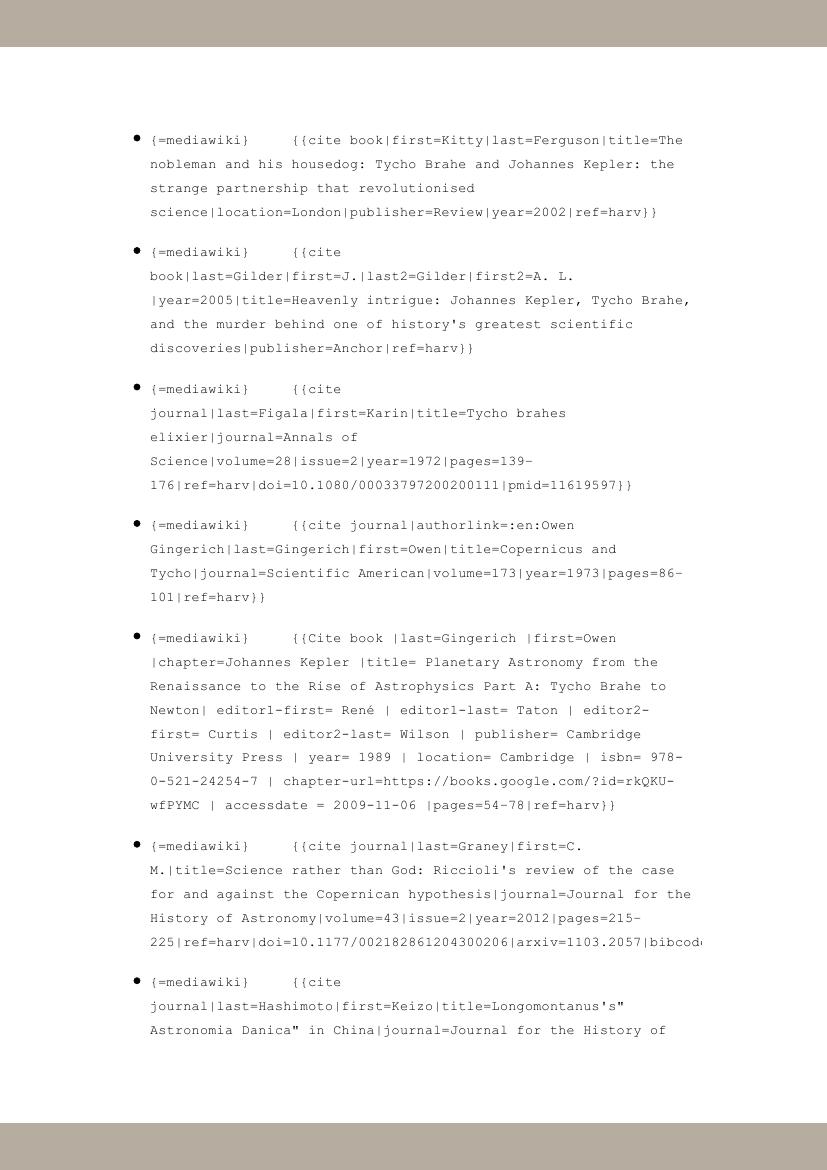 • {=mediawiki} {{cite book|first=Kitty|last=Ferguson|title=The
nobleman and his housedog: Tycho Brahe and Johannes Kepler: the
strange partnership that revolutionised
science|location=London|publisher=Review|year=2002|ref=harv}}
• {=mediawiki} {{cite
book|last=Gilder|first=J.|last2=Gilder|first2=A. L.
|year=2005|title=Heavenly intrigue: Johannes Kepler, Tycho Brahe,
and the murder behind one of history's greatest scientific
discoveries|publisher=Anchor|ref=harv}}
• {=mediawiki} {{cite
journal|last=Figala|first=Karin|title=Tycho brahes
elixier|journal=Annals of
Science|volume=28|issue=2|year=1972|pages=139–
176|ref=harv|doi=10.1080/00033797200200111|pmid=11619597}}
• {=mediawiki} {{cite journal|authorlink=:en:Owen
Gingerich|last=Gingerich|first=Owen|title=Copernicus and
Tycho|journal=Scientific American|volume=173|year=1973|pages=86–
101|ref=harv}}
• {=mediawiki} {{Cite book |last=Gingerich |first=Owen
|chapter=Johannes Kepler |title= Planetary Astronomy from the
Renaissance to the Rise of Astrophysics Part A: Tycho Brahe to
Newton| editor1-first= René | editor1-last= Taton | editor2-
first= Curtis | editor2-last= Wilson | publisher= Cambridge
University Press | year= 1989 | location= Cambridge | isbn= 978-
0-521-24254-7 | chapter-url=https://books.google.com/?id=rkQKU-
wfPYMC | accessdate = 2009-11-06 |pages=54–78|ref=harv}}
• {=mediawiki} {{cite journal|last=Graney|first=C.
M.|title=Science rather than God: Riccioli's review of the case
for and against the Copernican hypothesis|journal=Journal for the
History of Astronomy|volume=43|issue=2|year=2012|pages=215–
225|ref=harv|doi=10.1177/002182861204300206|arxiv=1103.2057|bibcod
• {=mediawiki} {{cite
journal|last=Hashimoto|first=Keizo|title=Longomontanus's"
Astronomia Danica" in China|journal=Journal for the History of